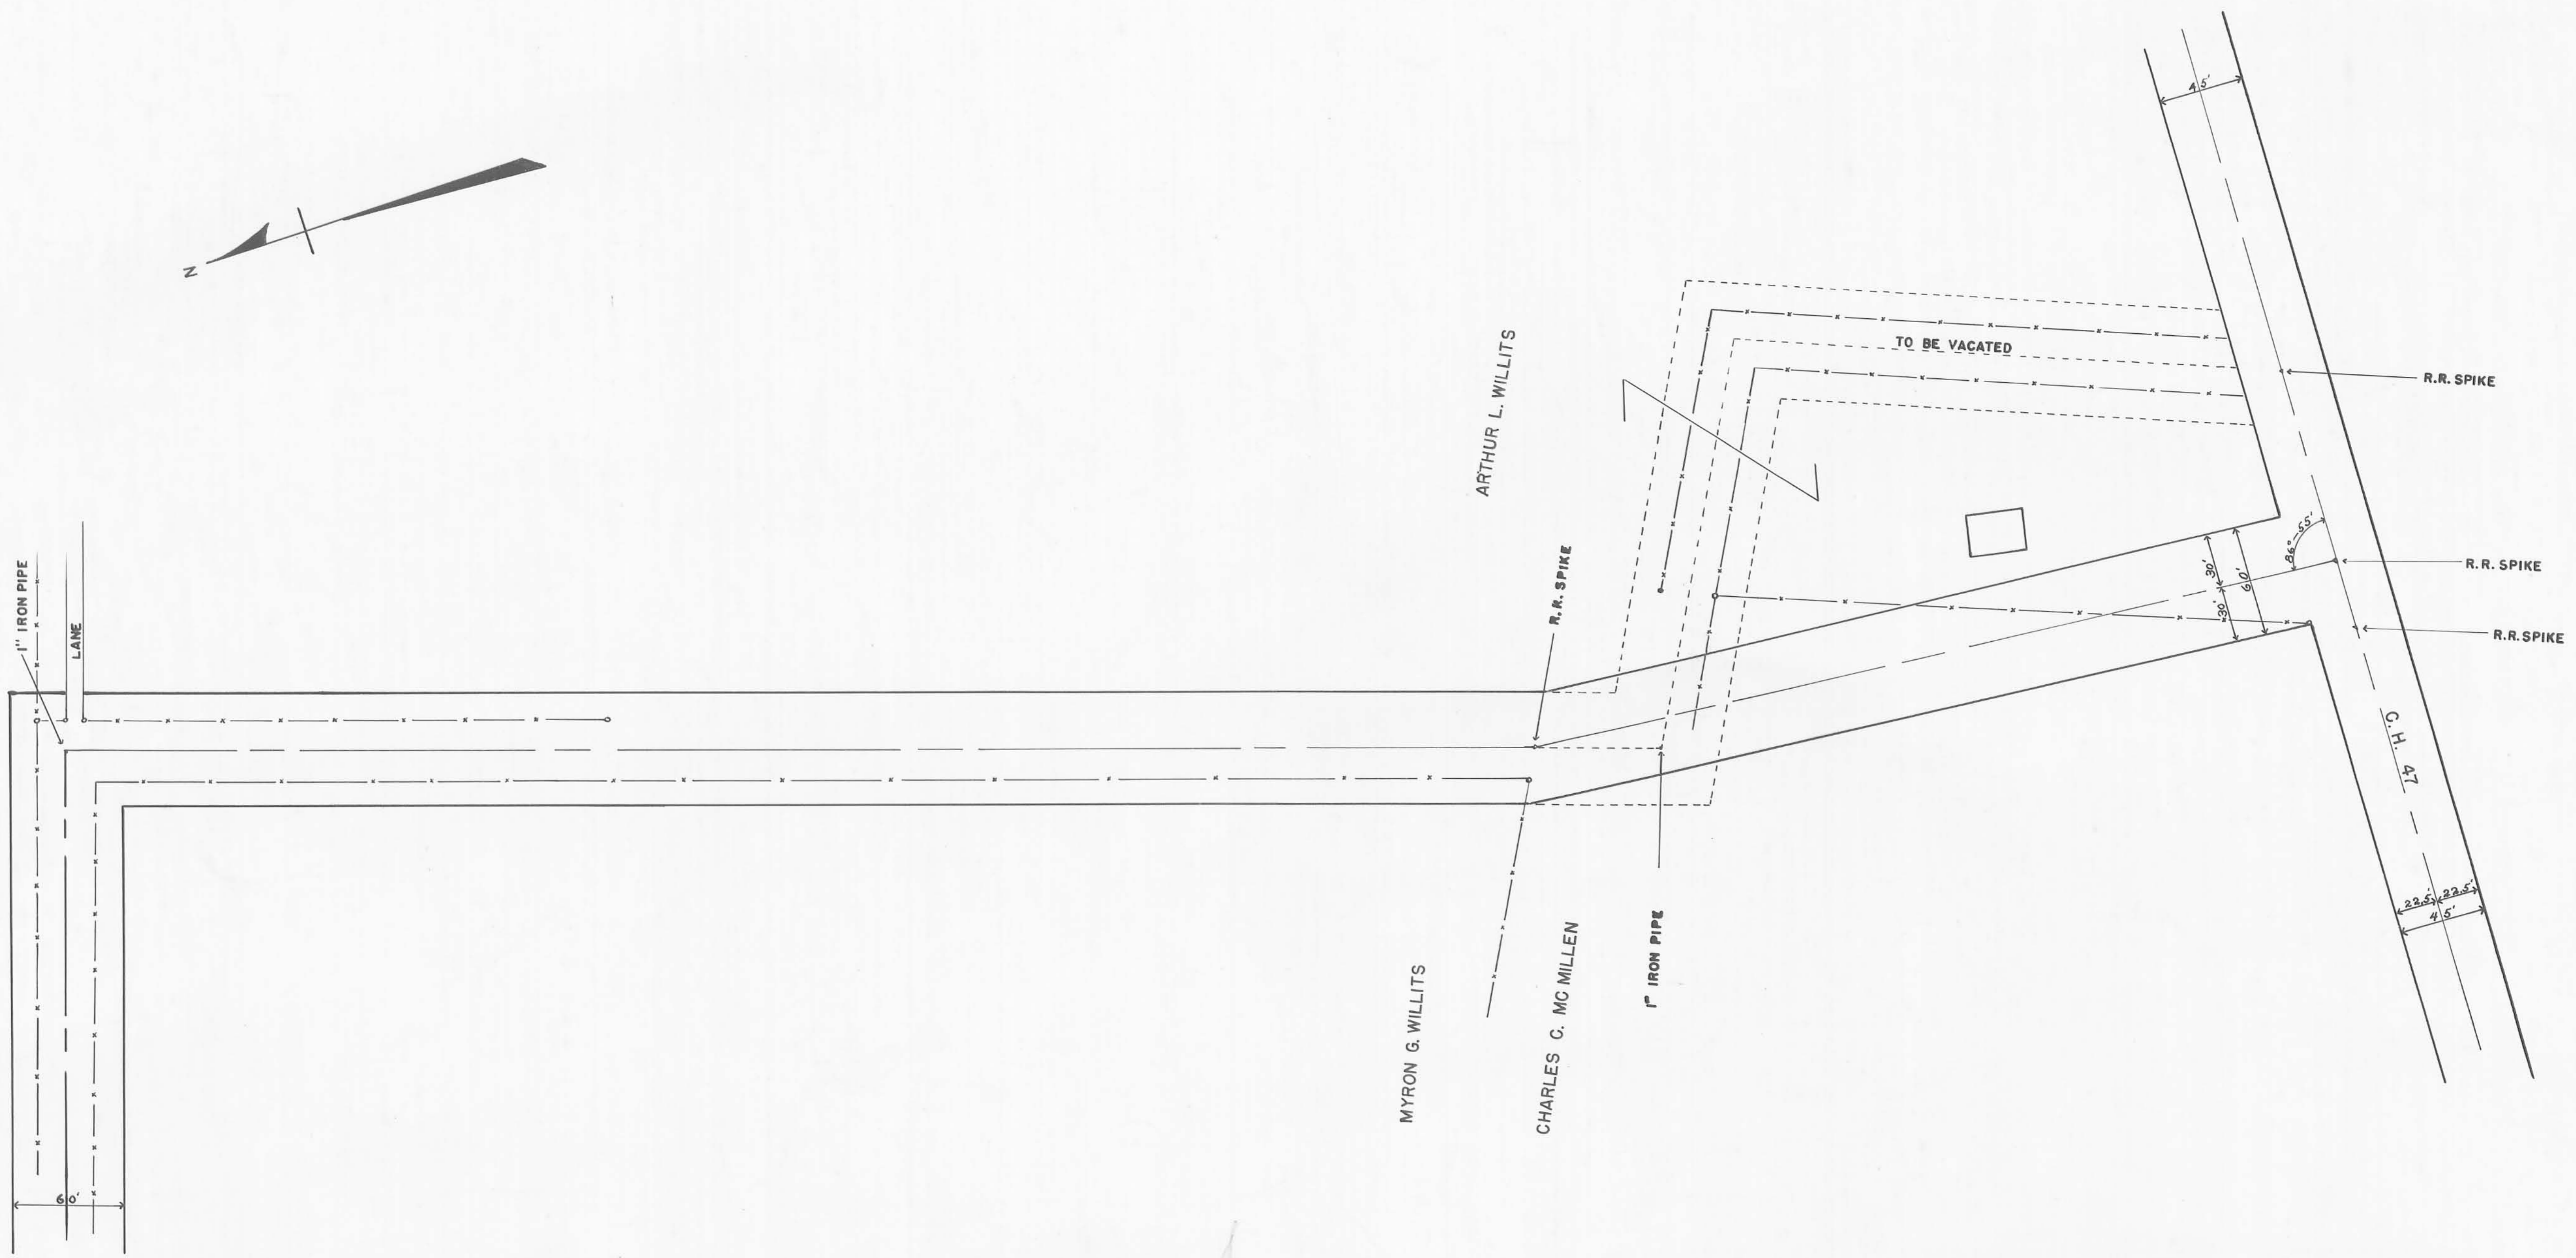 N
1" IRON PIPE
LANE
ARTHUR L. WILLITS
R.R. SPIKE
TO BE VACATED
45'
R.R. SPIKE
86°-55'
R.R. SPIKE
30'
60'
30'
R.R. SPIKE
MYRON G. WILLITS
CHARLES C. MC MILLEN
1" IRON PIPE
C. H. 47
22.5'
22.5'
45'
60'